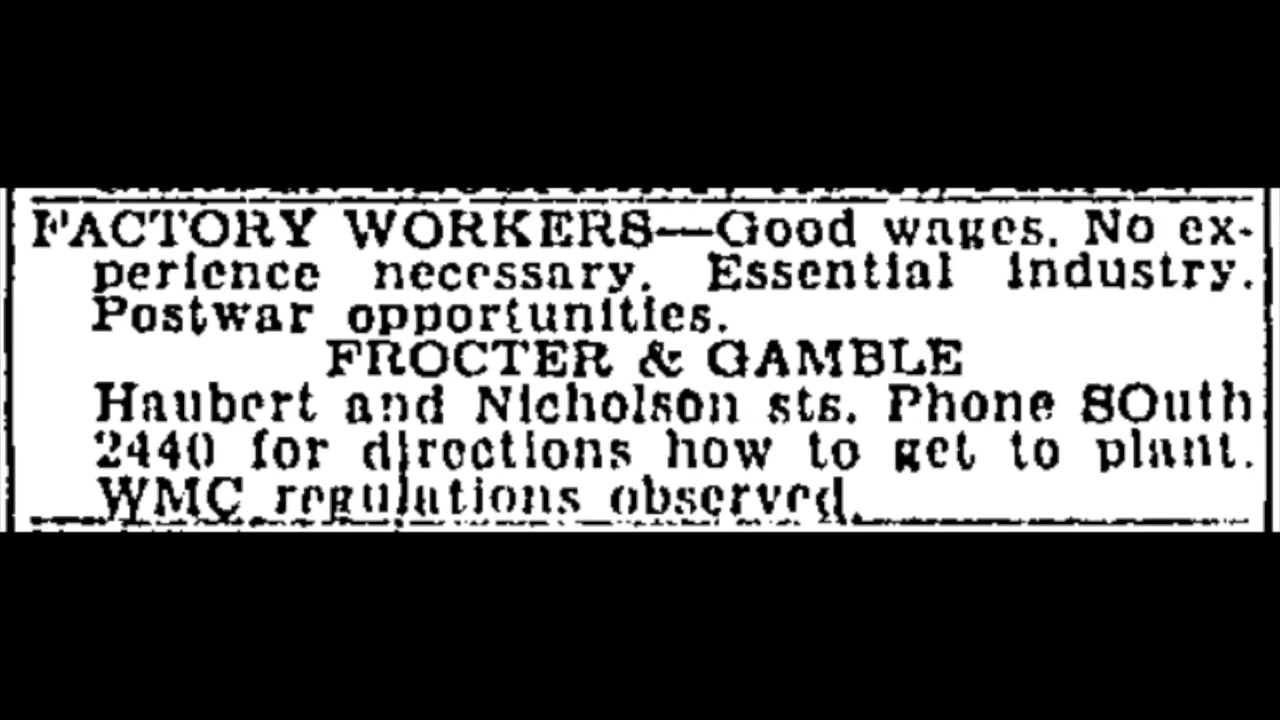 FACTORY WORKERS—Good wages. No ex-
perience necessary. Essential industry.
Postwar opportunities.
PROCTER & GAMBLE
Haubert and Nicholson sts. Phone SOuth
2440 for directions how to get to plant.
WMC regulations observed.